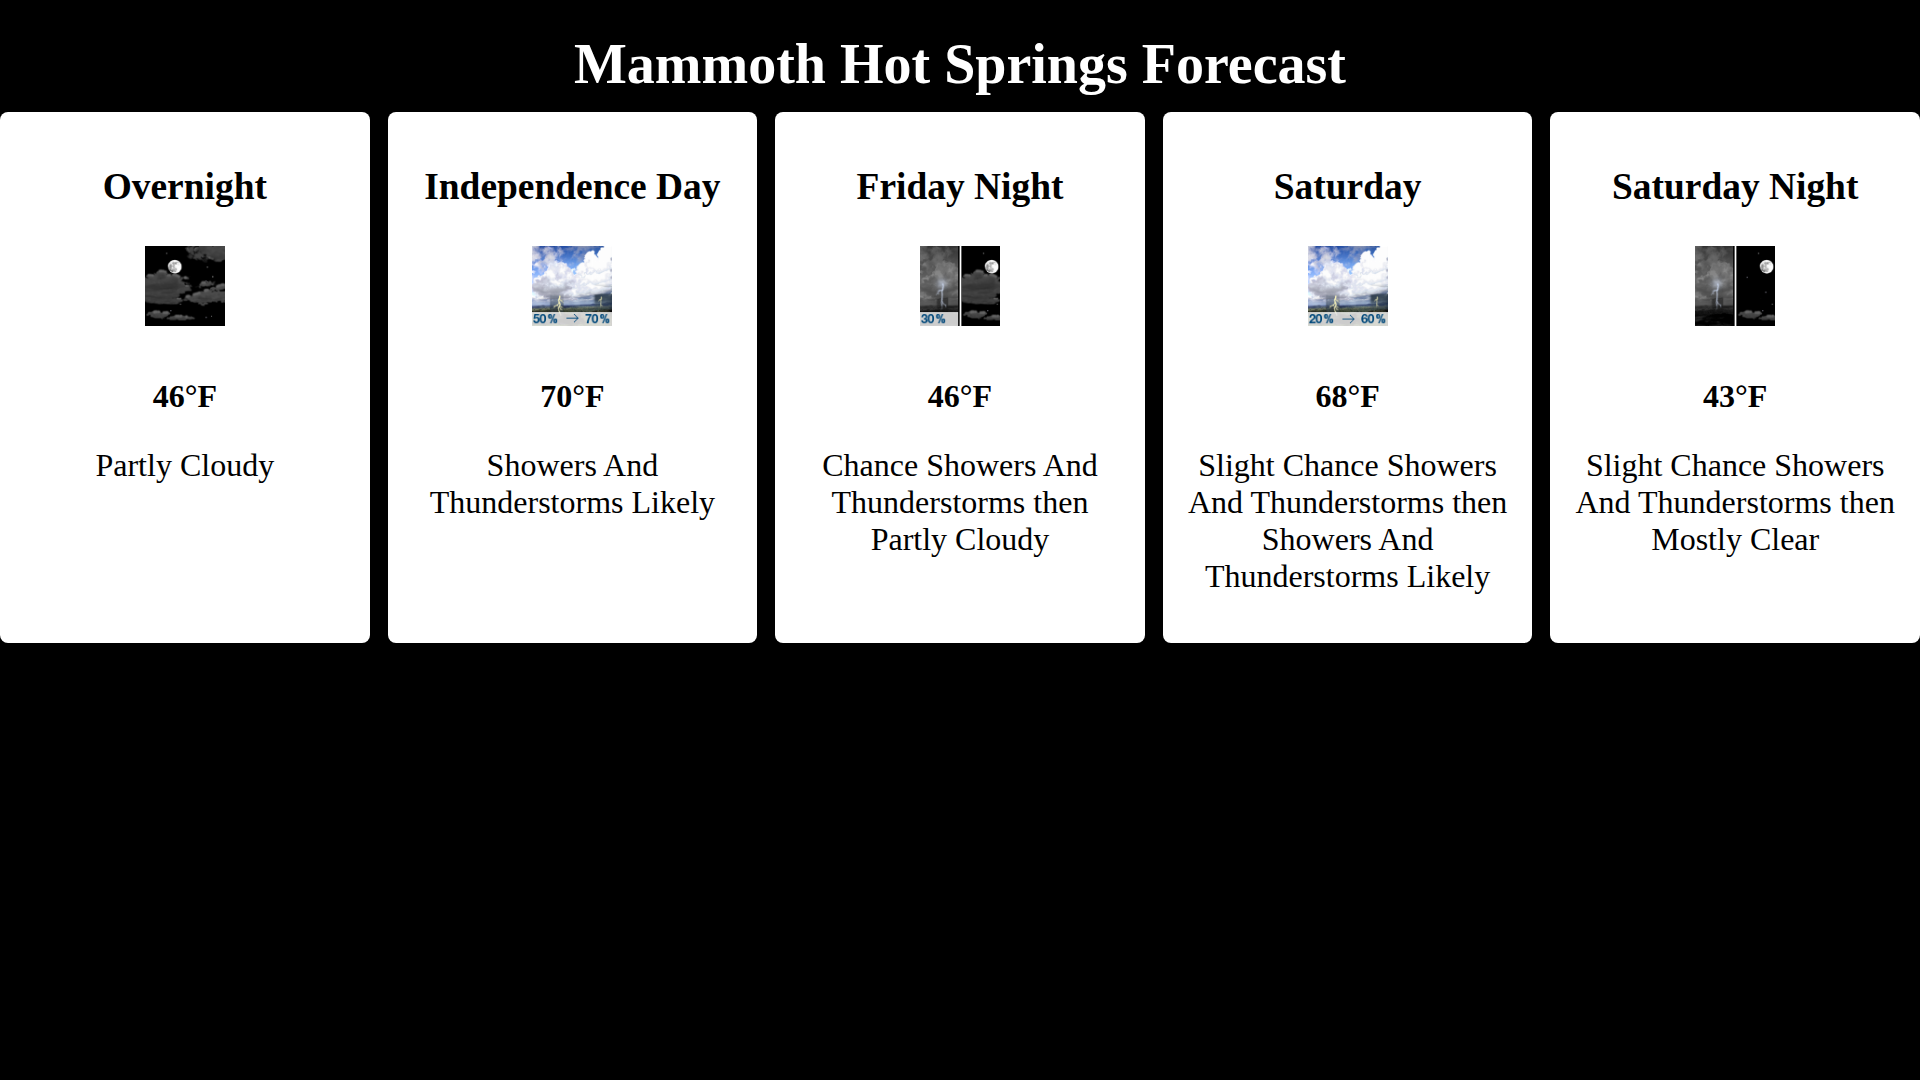 Mammoth Hot Springs Forecast
Overnight
46°F
Partly Cloudy
Independence Day
50% → 70%
70°F
Showers And
Thunderstorms Likely
Friday Night
30%
46°F
Chance Showers And
Thunderstorms then
Partly Cloudy
Saturday
20% → 60%
68°F
Slight Chance Showers
And Thunderstorms then
Showers And
Thunderstorms Likely
Saturday Night
43°F
Slight Chance Showers
And Thunderstorms then
Mostly Clear